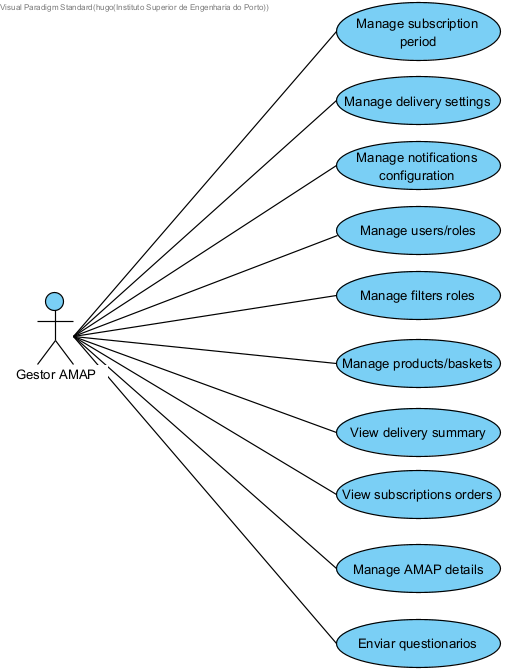 Visual Paradigm Standard(hugo(Instituto Superior de Engenharia do Porto))
Manage subscription
period
Manage delivery settings
Manage notifications
configuration
Manage users/roles
Manage filters roles
Gestor AMAP
Manage products/baskets
View delivery summary
View subscriptions orders
Manage AMAP details
Enviar questionarios